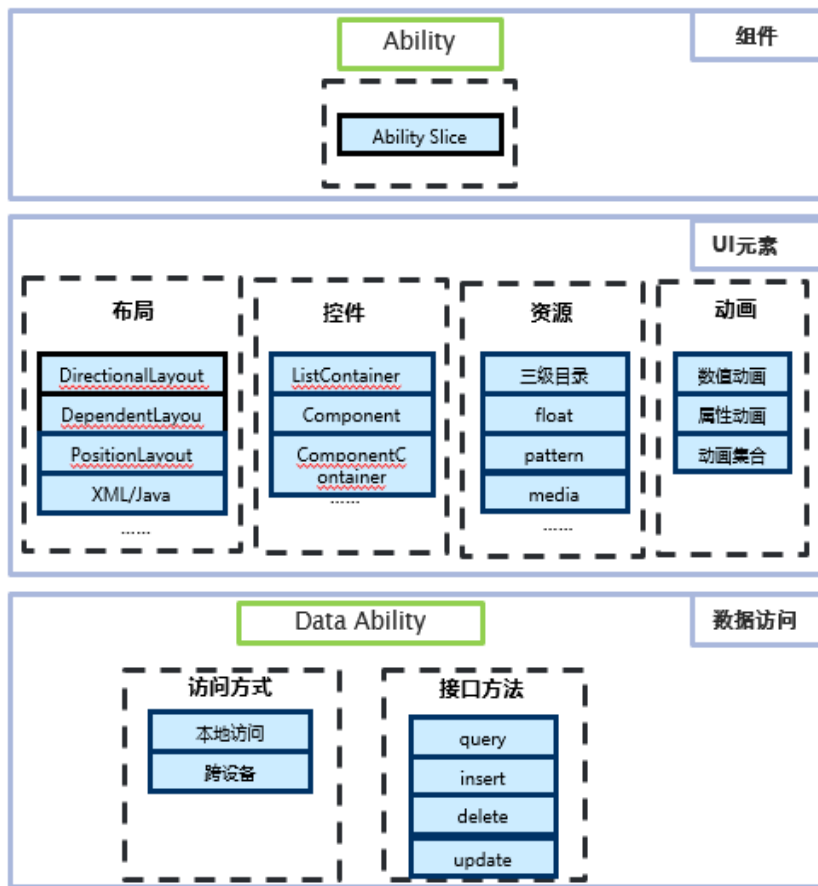 组件
Ability
Ability Slice
UI元素
布局
DirectionalLayout
DependentLayou
PositionLayout
XML/Java
......
控件
ListContainer
Component
ComponentC
ontainer
......
资源
三级目录
float
pattern
media
......
动画
数值动画
属性动画
动画集合
数据访问
Data Ability
访问方式
本地访问
跨设备
接口方法
query
insert
delete
update